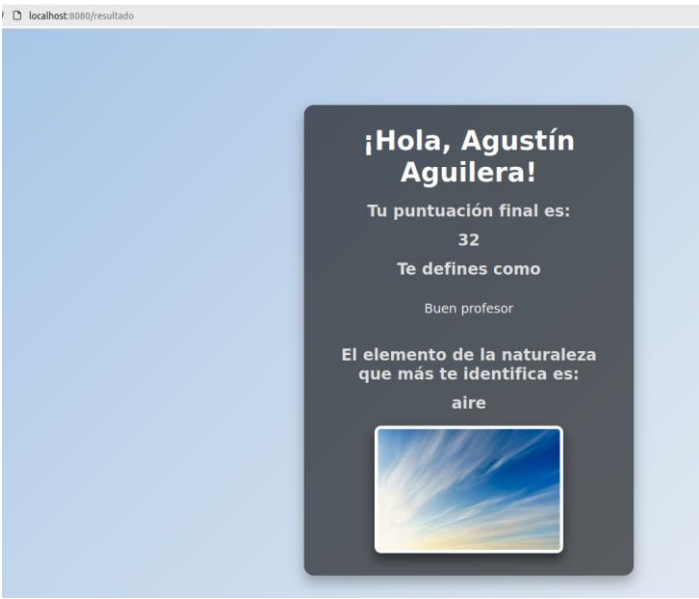 localhost:8080/resultado
¡Hola, Agustín
Aguilera!
Tu puntuación final es:
32
Te defines como
Buen profesor
El elemento de la naturaleza
que más te identifica es:
aire